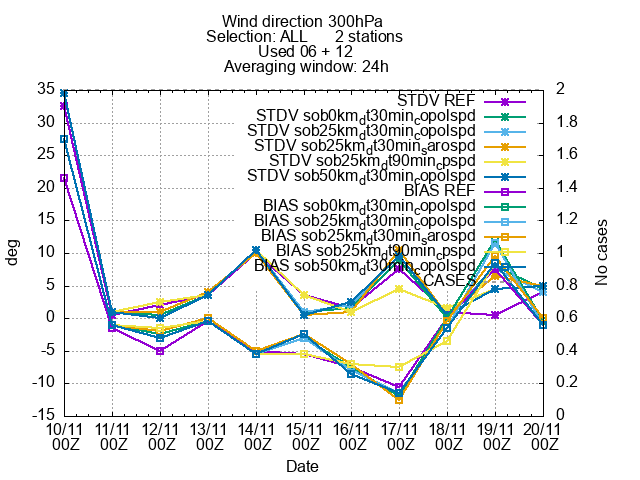 Wind direction 300hPa
Selection: ALL 2 stations
Used 06 + 12
Averaging window: 24h
STDV REF
STDV sob0km_dt30min_copolspd
STDV sob25km_dt30min_copolspd
STDV sob25km_dt30min_sarospd
STDV sob25km_dt90min_cpspd
STDV sob50km_dt30min_copolspd
BIAS REF
BIAS sob0km_dt30min_copolspd
BIAS sob25km_dt30min_copolspd
BIAS sob25km_dt30min_sarospd
BIAS sob25km_dt90min_cpspd
BIAS sob50km_dt30min_copolspd
CASES
deg
35
30
25
20
15
10
5
0
-5
-10
-15
No cases
2
1.8
1.6
1.4
1.2
1
0.8
0.6
0.4
0.2
0
10/11 11/11 12/11 13/11 14/11 15/11 16/11 17/11 18/11 19/11 20/11
00Z 00Z 00Z 00Z 00Z 00Z 00Z 00Z 00Z 00Z 00Z
Date